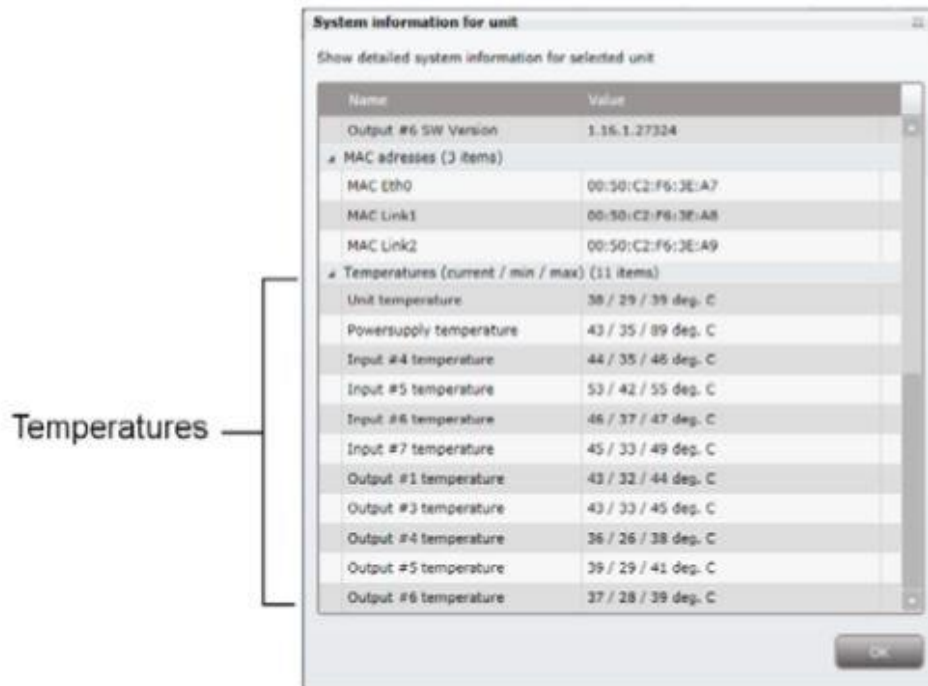 System information for unit
Show detailed system information for selected unit
Name Value
Output #6 SW Version 1.16.1.27324
MAC adresses (3 items)
MAC Eth0 00:50:C2:F6:3E:A7
MAC Link1 00:50:C2:F6:3E:A8
MAC Link2 00:50:C2:F6:3E:A9
Temperatures (current / min / max) (11 items)
Unit temperature 38 / 29 / 39 deg. C
Powersupply temperature 43 / 35 / 89 deg. C
Input #4 temperature 44 / 35 / 46 deg. C
Input #5 temperature 53 / 42 / 55 deg. C
Input #6 temperature 46 / 37 / 47 deg. C
Input #7 temperature 45 / 33 / 49 deg. C
Output #1 temperature 43 / 32 / 44 deg. C
Output #3 temperature 43 / 33 / 45 deg. C
Output #4 temperature 36 / 26 / 38 deg. C
Output #5 temperature 39 / 29 / 41 deg. C
Output #6 temperature 37 / 28 / 39 deg. C
Temperatures
OK